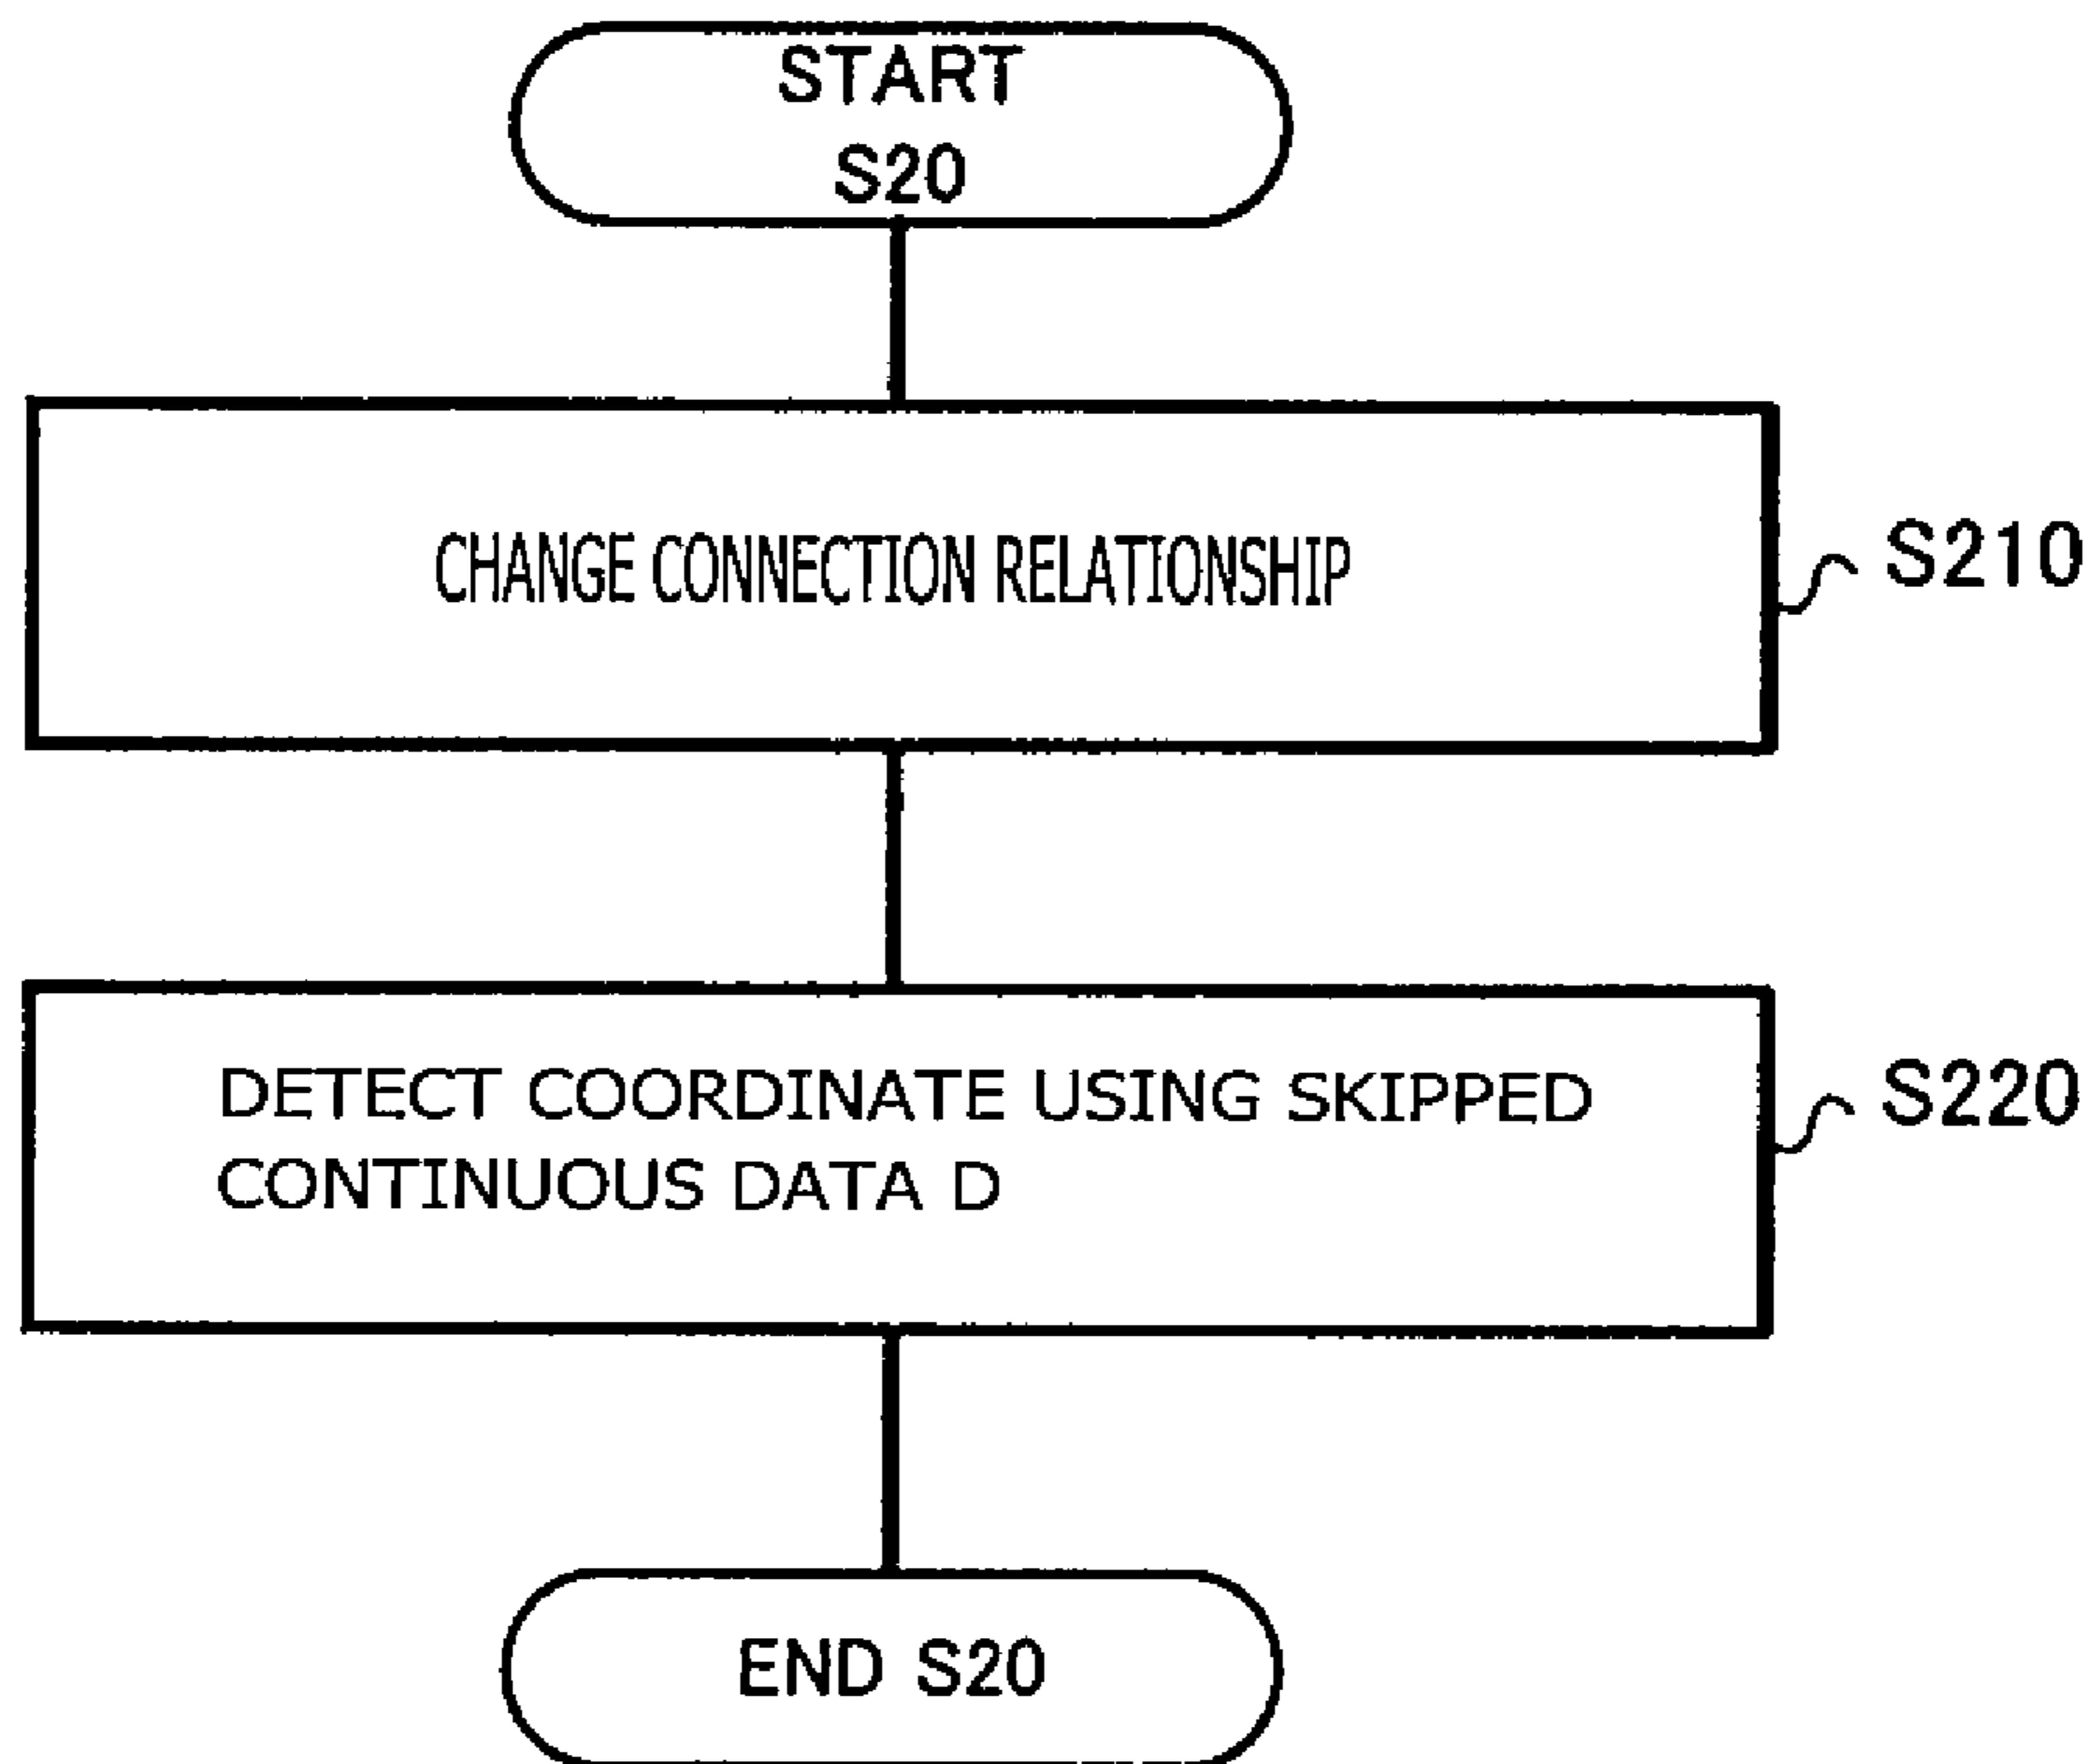 START
S20
CHANGE CONNECTION RELATIONSHIP
S210
DETECT COORDINATE USING SKIPPED
CONTINUOUS DATA D
S220
END S20